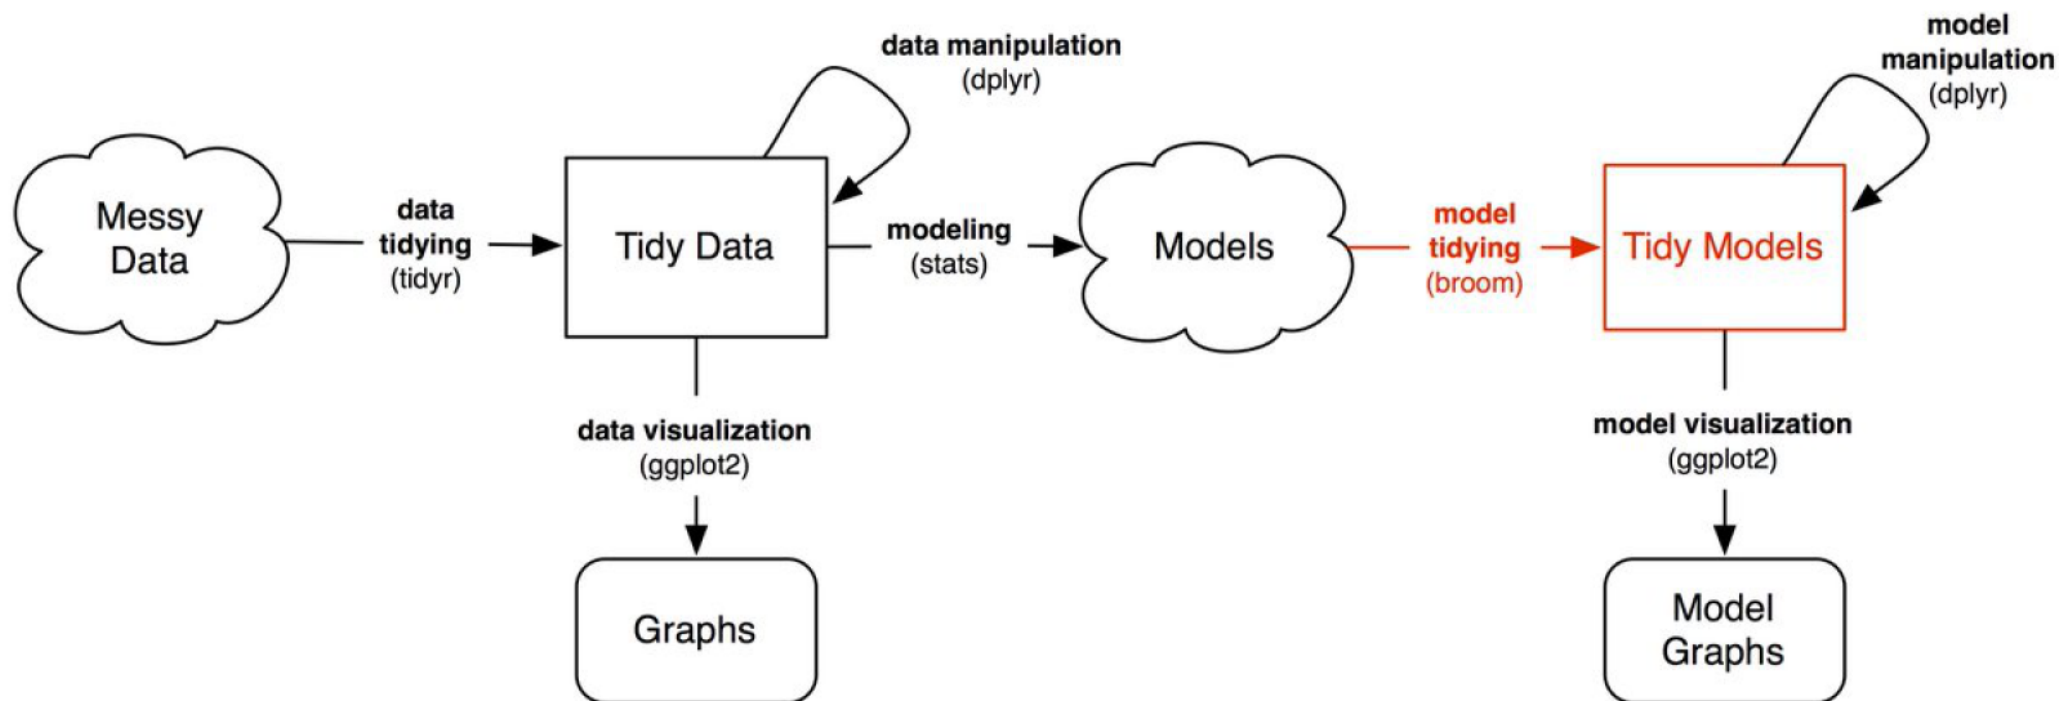 Messy
Data
data
tidying
(tidyr)
Tidy Data
data manipulation
(dplyr)
modeling
(stats)
Models
model
tidying
(broom)
Tidy Models
model
manipulation
(dplyr)
data visualization
(ggplot2)
Graphs
model visualization
(ggplot2)
Model
Graphs